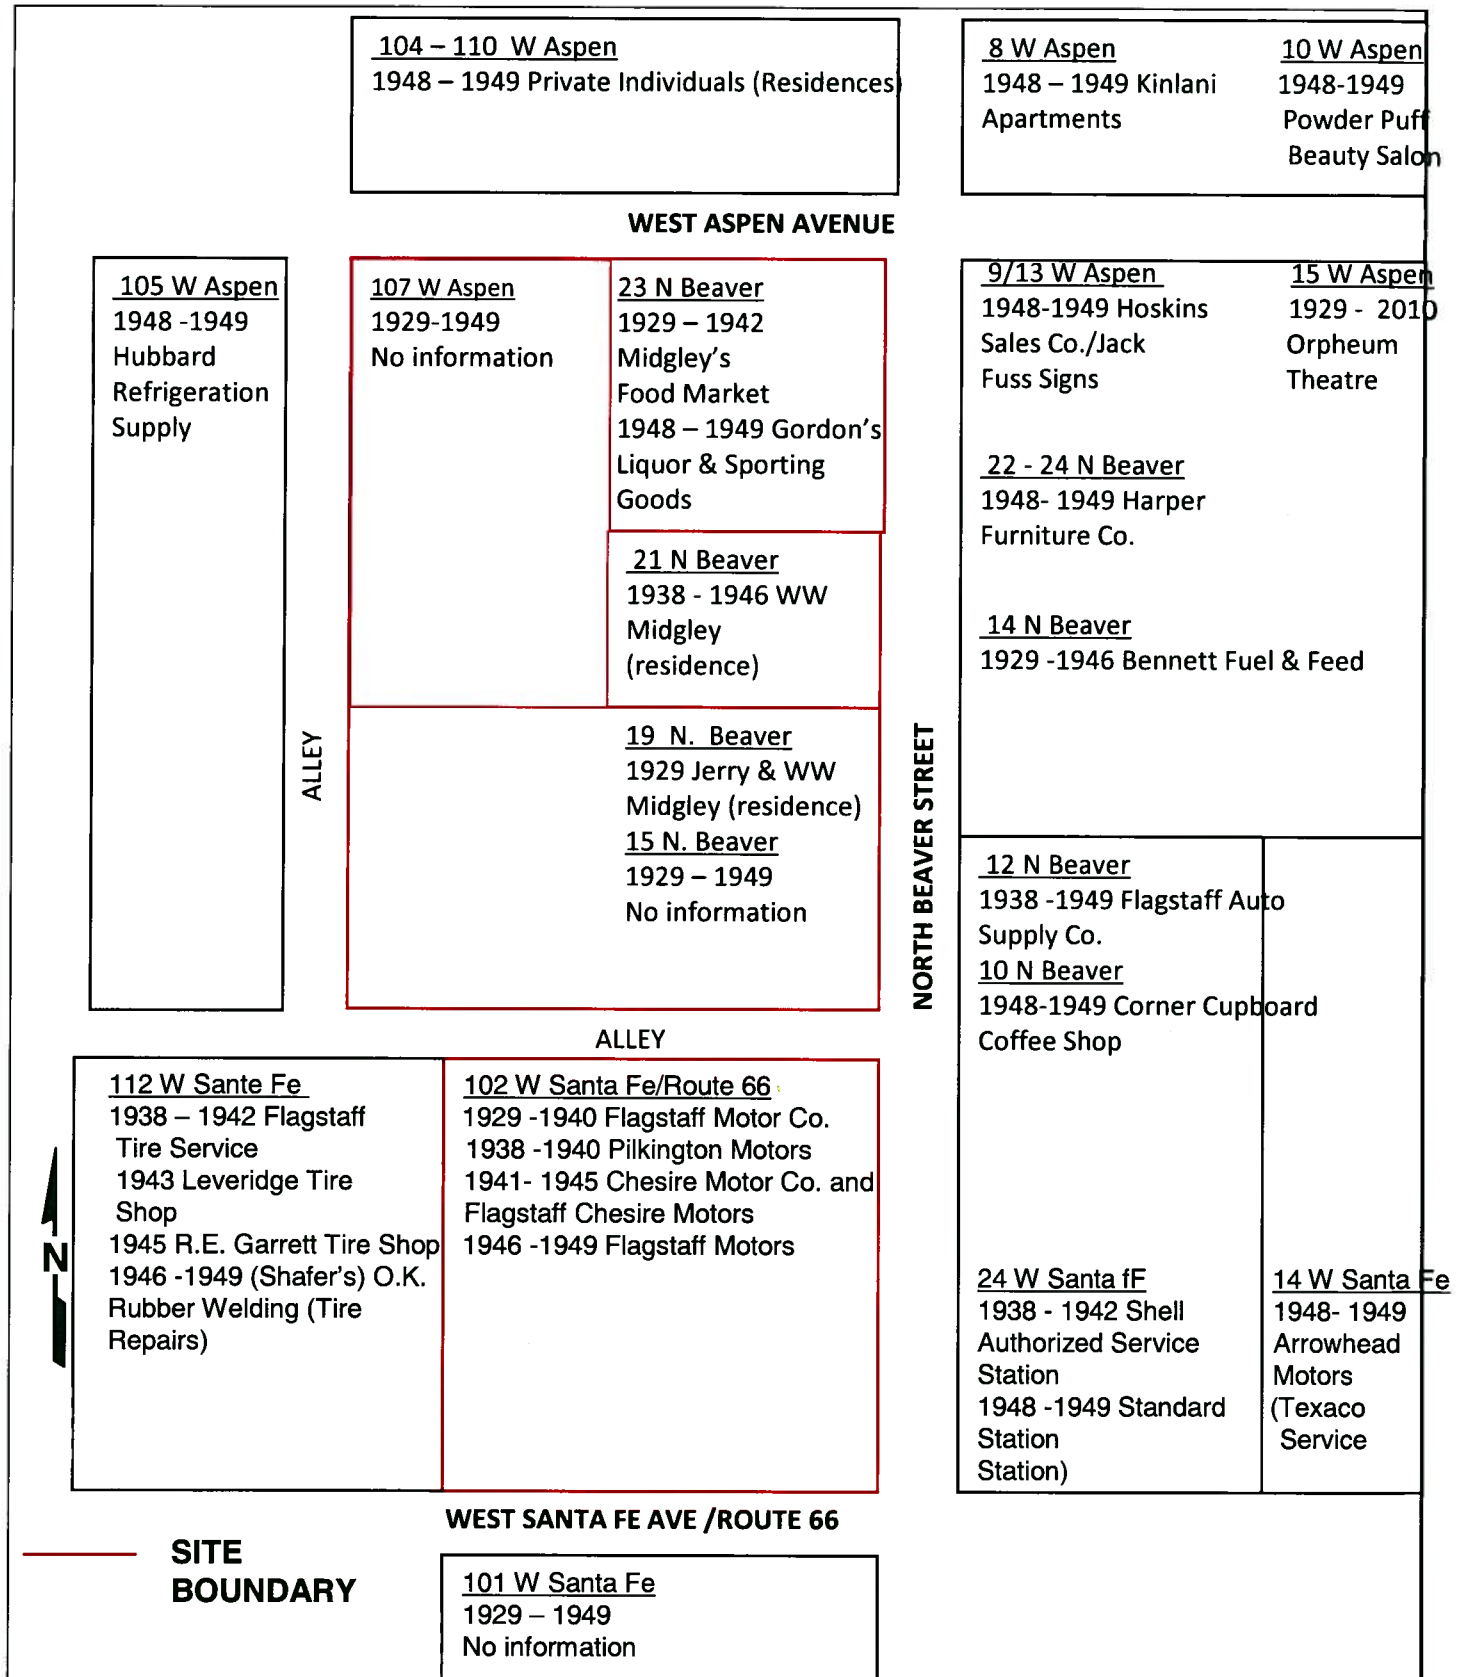 104 – 110 W Aspen
1948 – 1949 Private Individuals (Residences)
8 W Aspen
1948 – 1949 Kinlani
Apartments
10 W Aspen
1948-1949
Powder Puff
Beauty Salon
WEST ASPEN AVENUE
105 W Aspen
1948 -1949
Hubbard
Refrigeration
Supply
107 W Aspen
1929-1949
No information
23 N Beaver
1929 – 1942
Midgley's
Food Market
1948 – 1949 Gordon's
Liquor & Sporting
Goods
21 N Beaver
1938 - 1946 WW
Midgley
(residence)
19 N. Beaver
1929 Jerry & WW
Midgley (residence)
15 N. Beaver
1929 – 1949
No information
ALLEY
NORTH BEAVER STREET
9/13 W Aspen
1948-1949 Hoskins
Sales Co./Jack
Fuss Signs
15 W Aspen
1929 - 2010
Orpheum
Theatre
22 - 24 N Beaver
1948- 1949 Harper
Furniture Co.
14 N Beaver
1929 -1946 Bennett Fuel & Feed
12 N Beaver
1938 -1949 Flagstaff Auto
Supply Co.
10 N Beaver
1948-1949 Corner Cupboard
Coffee Shop
ALLEY
112 W Sante Fe
1938 – 1942 Flagstaff
Tire Service
1943 Leveridge Tire
Shop
1945 R.E. Garrett Tire Shop
1946 -1949 (Shafer's) O.K.
Rubber Welding (Tire
Repairs)
102 W Santa Fe/Route 66
1929 -1940 Flagstaff Motor Co.
1938 -1940 Pilkington Motors
1941- 1945 Chesire Motor Co. and
Flagstaff Chesire Motors
1946 -1949 Flagstaff Motors
24 W Santa fF
1938 - 1942 Shell
Authorized Service
Station
1948 -1949 Standard
Station
Station)
14 W Santa Fe
1948- 1949
Arrowhead
Motors
(Texaco
Service
N
WEST SANTA FE AVE /ROUTE 66
SITE
BOUNDARY
101 W Santa Fe
1929 – 1949
No information